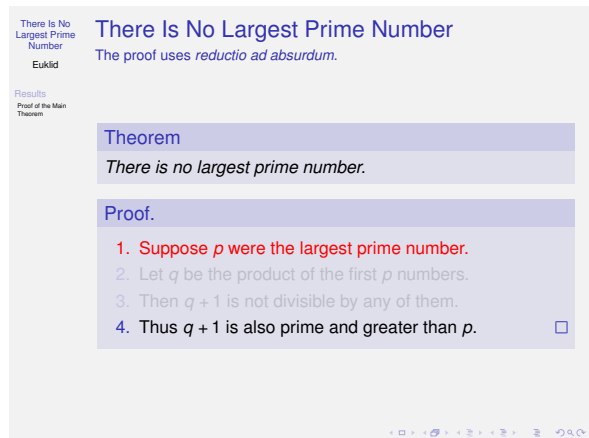 There Is No
Largest Prime
Number
Euklid
Results
Proof of the Main
Theorem
There Is No Largest Prime Number
The proof uses reductio ad absurdum.
Theorem
There is no largest prime number.
Proof.
1. Suppose p were the largest prime number.
2. Let q be the product of the first p numbers.
3. Then q + 1 is not divisible by any of them.
4. Thus q + 1 is also prime and greater than p.